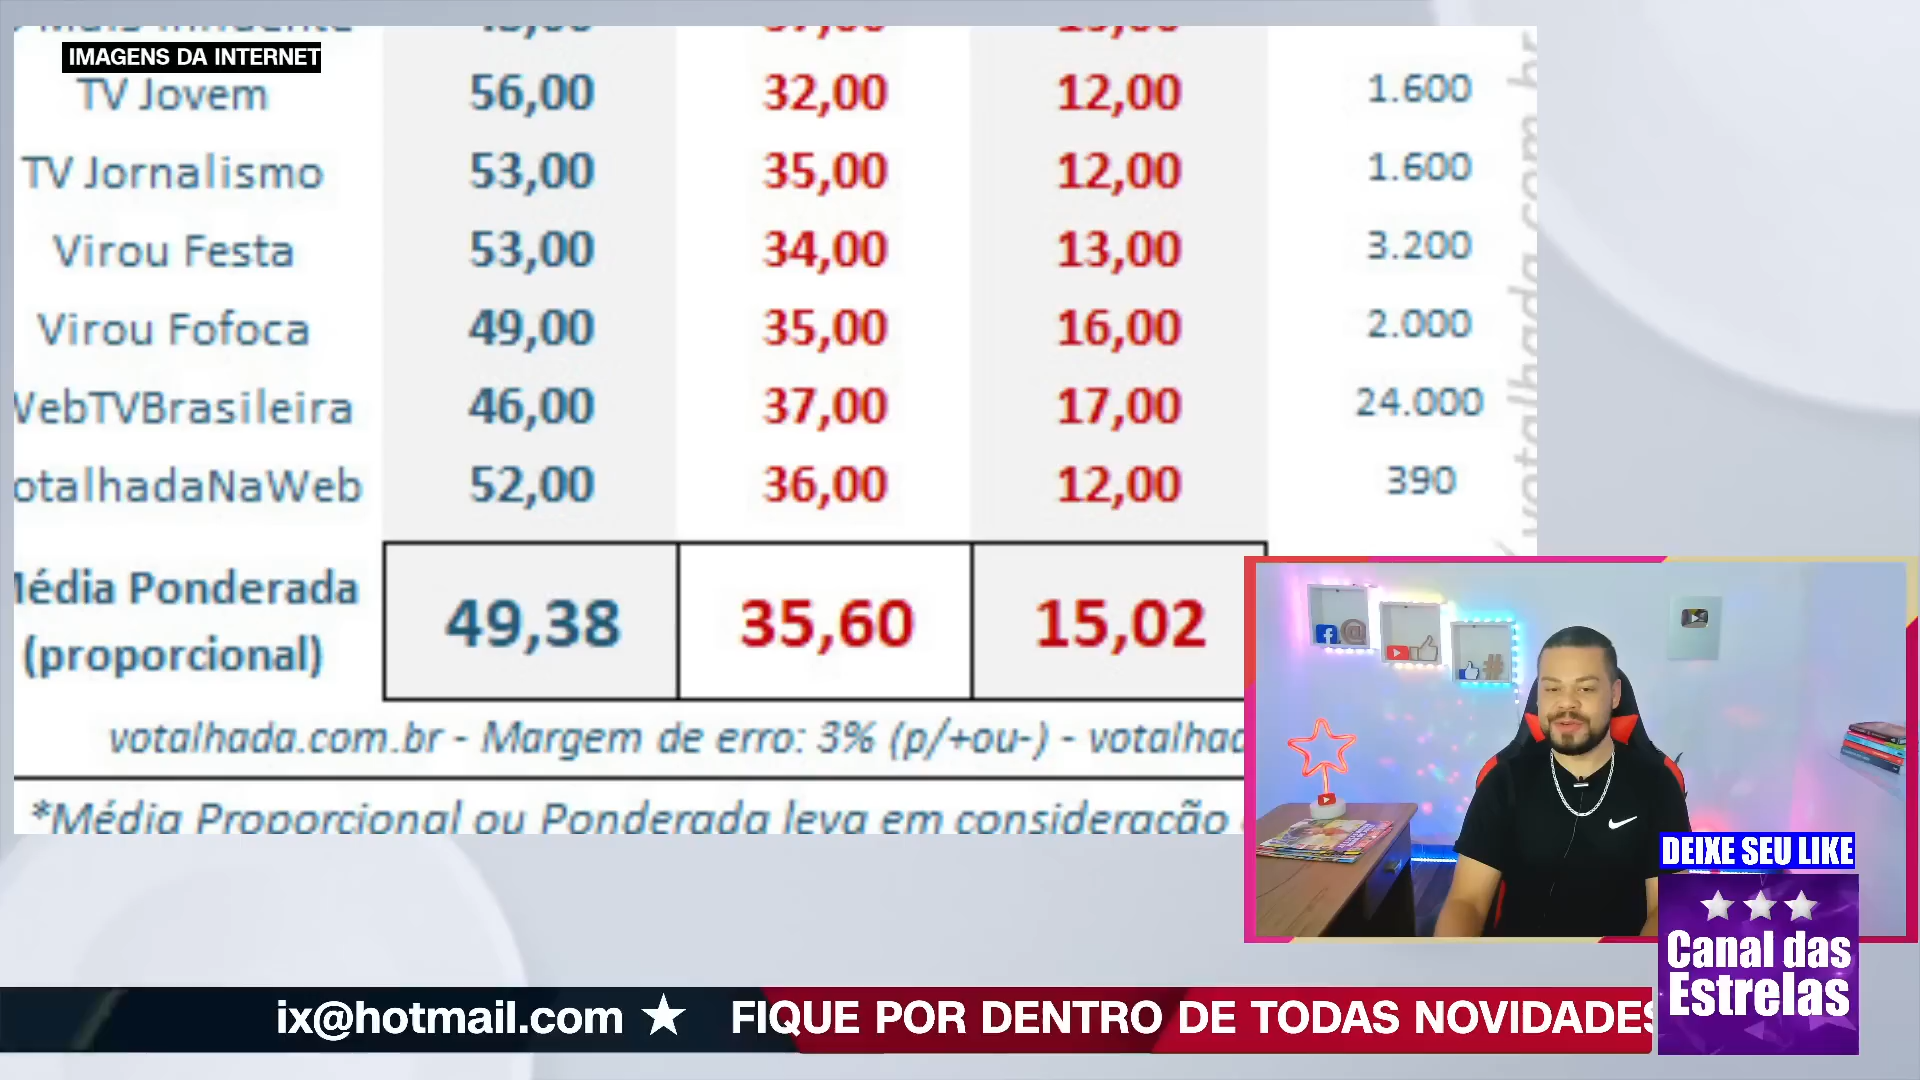 IMAGENS DA INTERNET
TV Jovem 56,00 32,00 12,00 1.600
TV Jornalismo 53,00 35,00 12,00 1.600
Virou Festa 53,00 34,00 13,00 3.200
Virou Fofoca 49,00 35,00 16,00 2.000
WebTVBrasileira 46,00 37,00 17,00 24.000
otalhadaNaWeb 52,00 36,00 12,00 390
Média Ponderada
(proporcional) 49,38 35,60 15,02
votalhada.com.br - Margem de erro: 3% (p/+ou-) - votalhad
*Média Proporcional ou Ponderada leva em consideração
votalhada.com.br
DEIXE SEU LIKE
Canal das
Estrelas
ix@hotmail.com ★ FIQUE POR DENTRO DE TODAS NOVIDADES